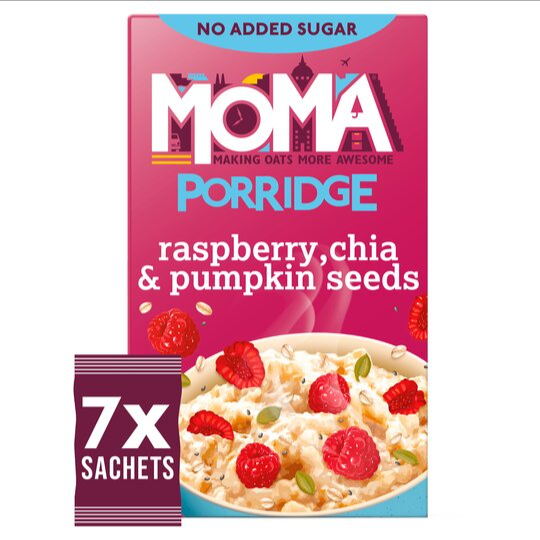 NO ADDED SUGAR
MOMA
MAKING OATS MORE AWESOME
PORRIDGE
raspberry, chia
& pumpkin seeds
7x
SACHETS